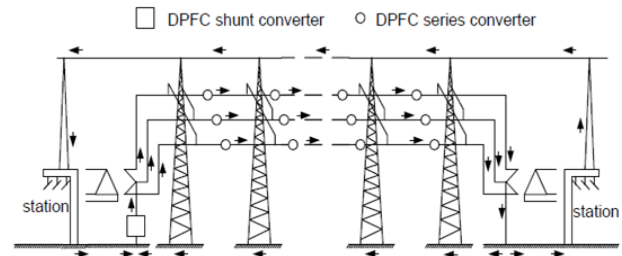 DPFC shunt converter
DPFC series converter
station
station